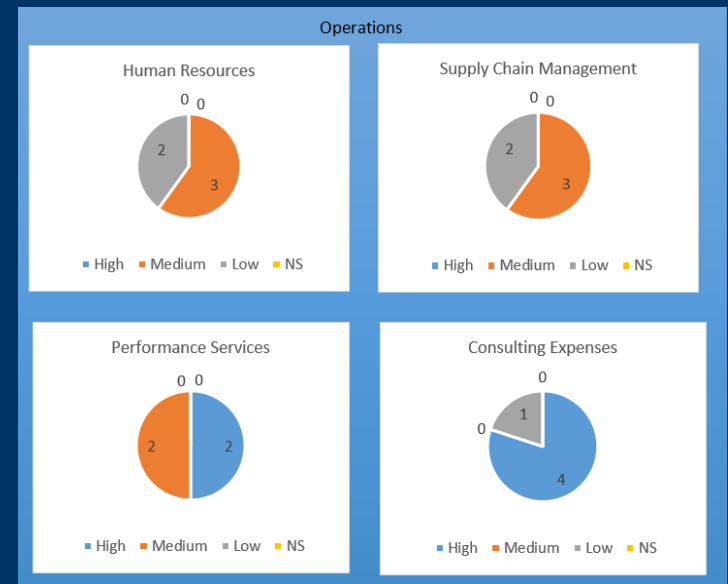 Operations
Human Resources
0 0
2
3
High Medium Low NS
Supply Chain Management
0 0
2
3
High Medium Low NS
Performance Services
0 0
2 2
High Medium Low NS
Consulting Expenses
0
1
0
4
High Medium Low NS